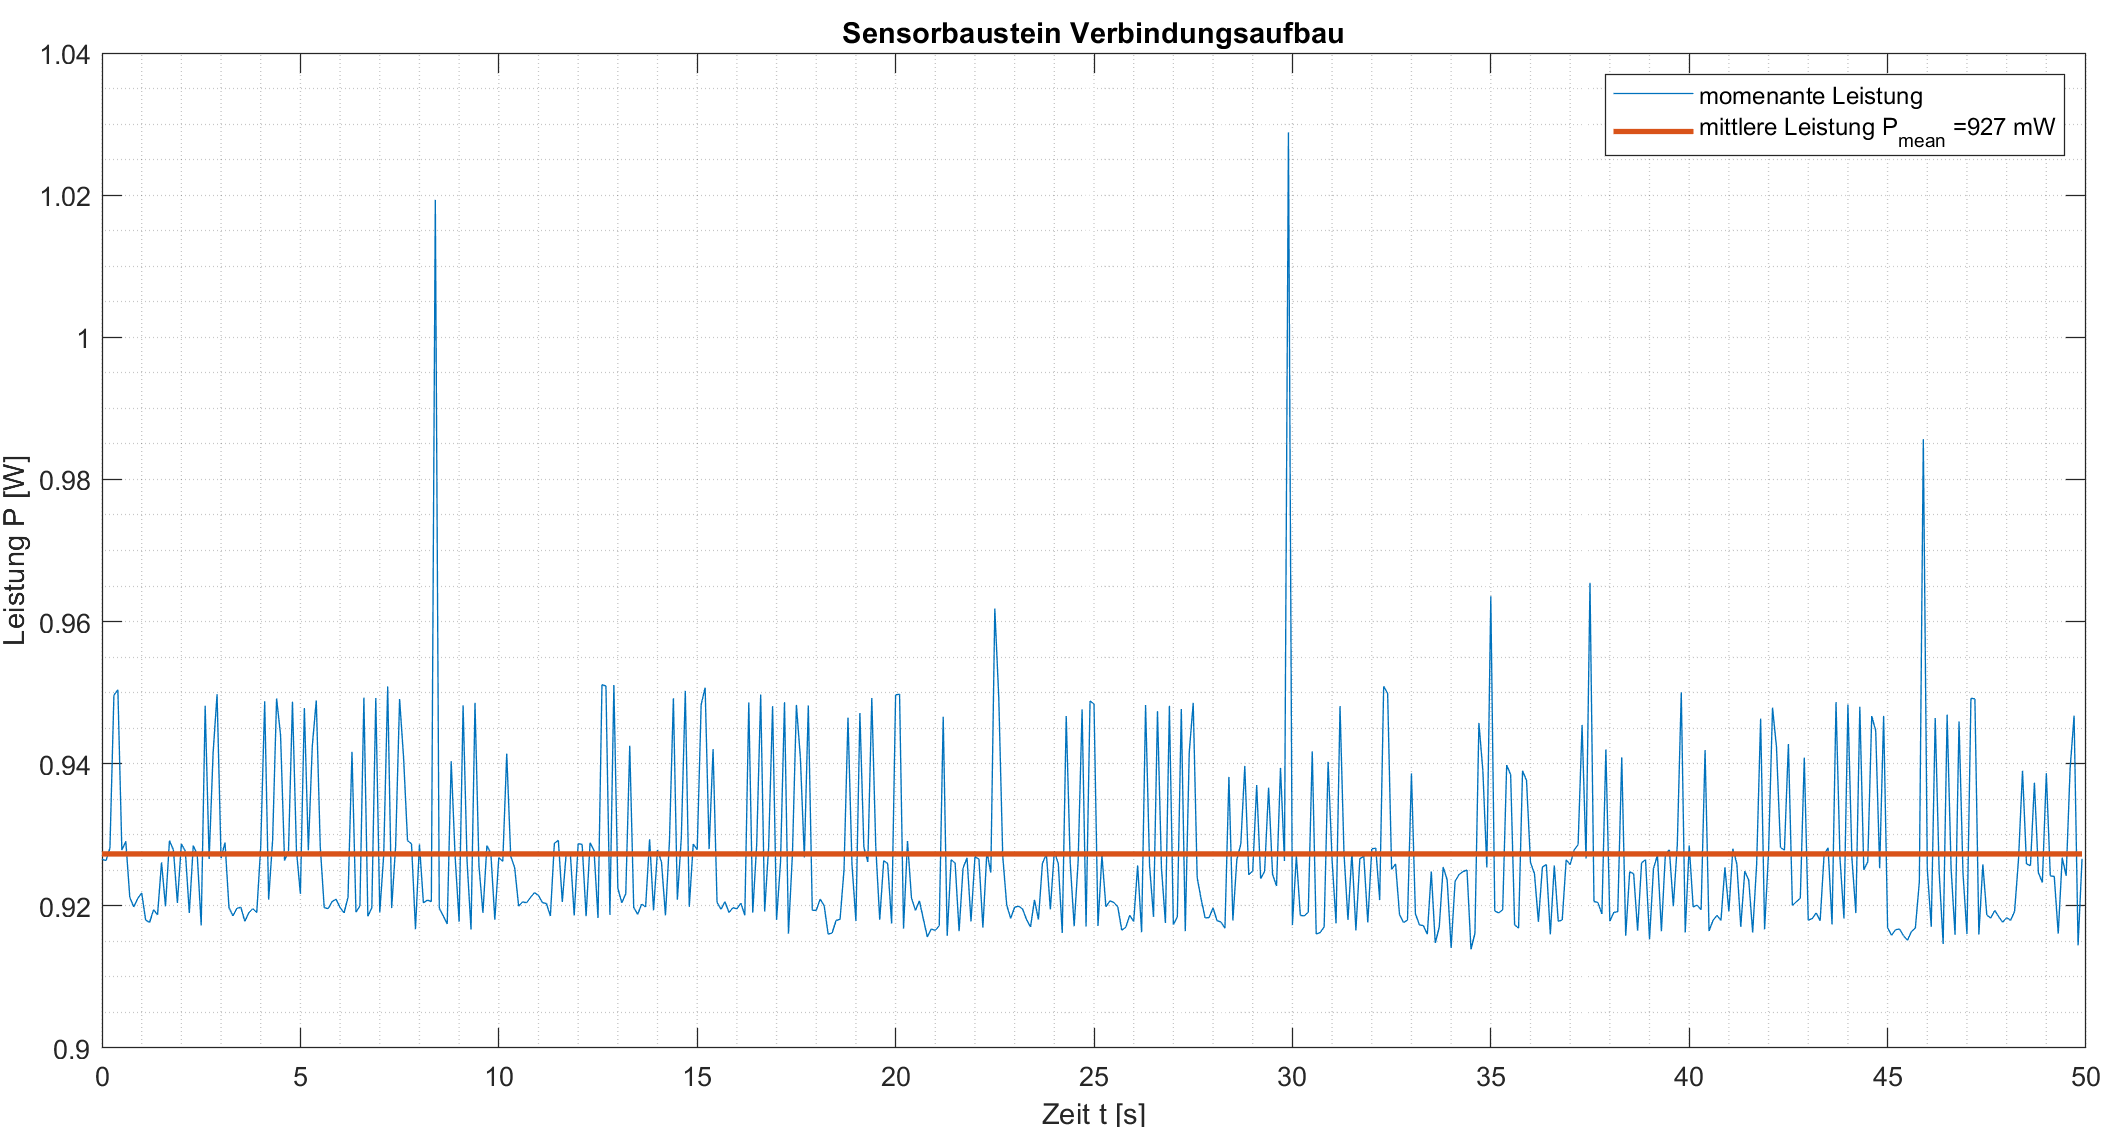 Sensorbaustein Verbindungsaufbau
1.04
1.02
1
0.98
0.96
0.94
0.92
0.9
Leistung P [W]
momenante Leistung
mittlere Leistung P_mean =927 mW
0 5 10 15 20 25 30 35 40 45 50
Zeit t [s]